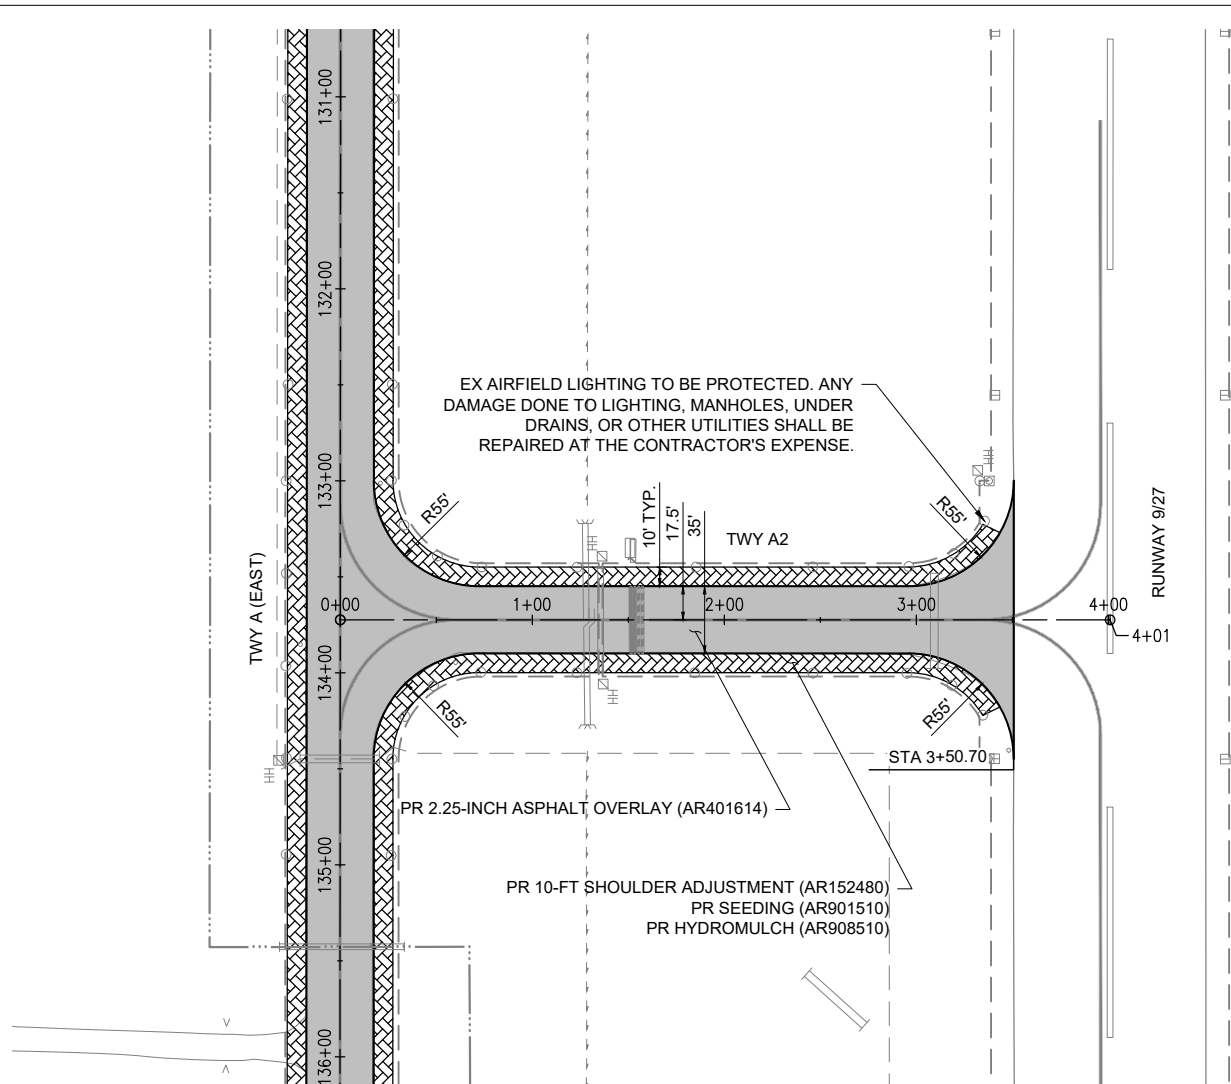 131+00
132+00
EX AIRFIELD LIGHTING TO BE PROTECTED. ANY
DAMAGE DONE TO LIGHTING, MANHOLES, UNDER
DRAINS, OR OTHER UTILITIES SHALL BE
REPAIRED AT THE CONTRACTOR'S EXPENSE.
133+00
HH
R55'
10' TYP.
17.5'
35'
TWY A2
R55'
HH
RUNWAY 9/27
TWY A (EAST)
0+00
1+00
2+00
3+00
4+00
4+01
134+00
R55'
HH
R55'
HH
STA 3+50.70
PR 2.25-INCH ASPHALT OVERLAY (AR401614)
135+00
PR 10-FT SHOULDER ADJUSTMENT (AR152480)
PR SEEDING (AR901510)
PR HYDROMULCH (AR908510)
136+00